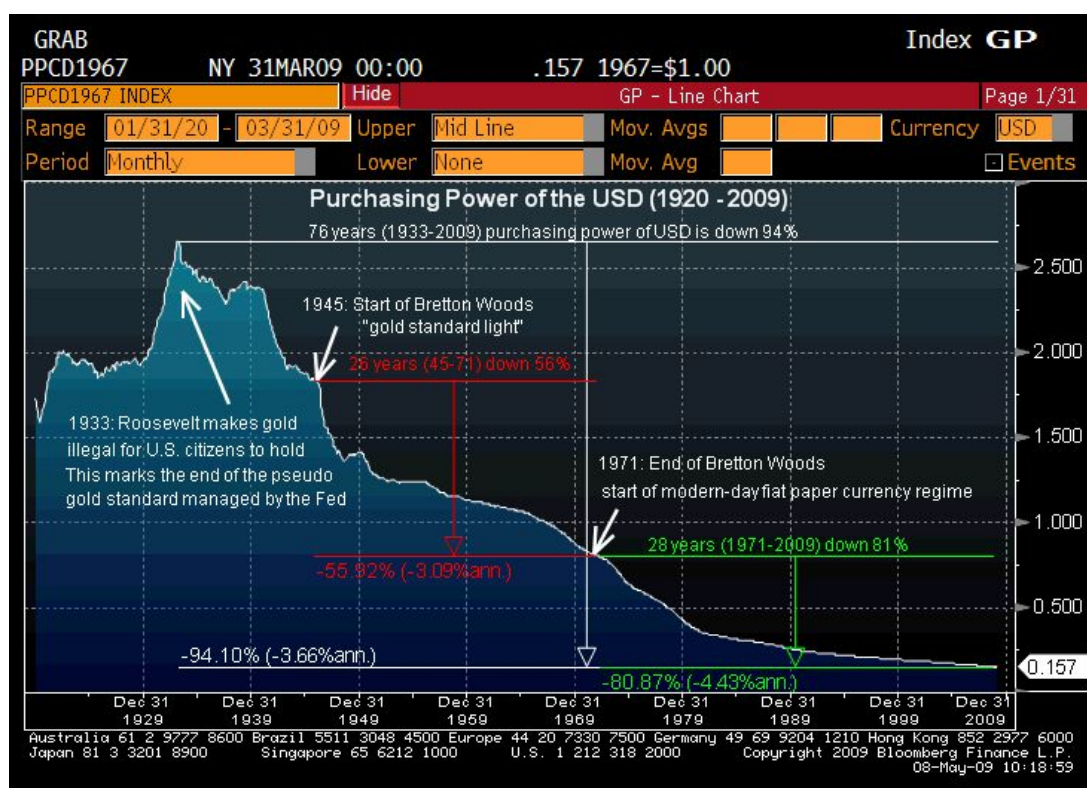 GRAB Index GP
PPCD1967 NY 31MAR09 00:00 .157 1967=$1.00
PPCD1967 INDEX Hide GP - Line Chart Page 1/31
Range 01/31/20 - 03/31/09 Upper Mid Line Mov. Avgs Currency USD
Period Monthly Lower None Mov. Avg Events
Purchasing Power of the USD (1920 - 2009)
76 years (1933-2009) purchasing power of USD is down 94%
2.500
1945: Start of Bretton Woods
"gold standard light"
2.000
26 years (45-71) down 56%
1933: Roosevelt makes gold
illegal for U.S. citizens to hold
This marks the end of the pseudo
gold standard managed by the Fed
1.500
1971: End of Bretton Woods
start of modern-day fiat paper currency regime
1.000
28 years (1971-2009) down 81%
-55.92% (-3.09%ann.)
0.500
-94.10% (-3.66%ann.)
0.157
-80.87% (-4.43%ann.)
Dec 31 Dec 31 Dec 31 Dec 31 Dec 31 Dec 31 Dec 31 Dec 31 Dec 31
1929 1939 1949 1959 1969 1979 1989 1999 2009
Australia 61 2 9777 8600 Brazil 5511 3048 4500 Europe 44 20 7330 7500 Germany 49 69 9204 1210 Hong Kong 852 2977 6000
Japan 81 3 3201 8900 Singapore 65 6212 1000 U.S. 1 212 318 2000 Copyright 2009 Bloomberg Finance L.P.
08-May-09 10:18:59